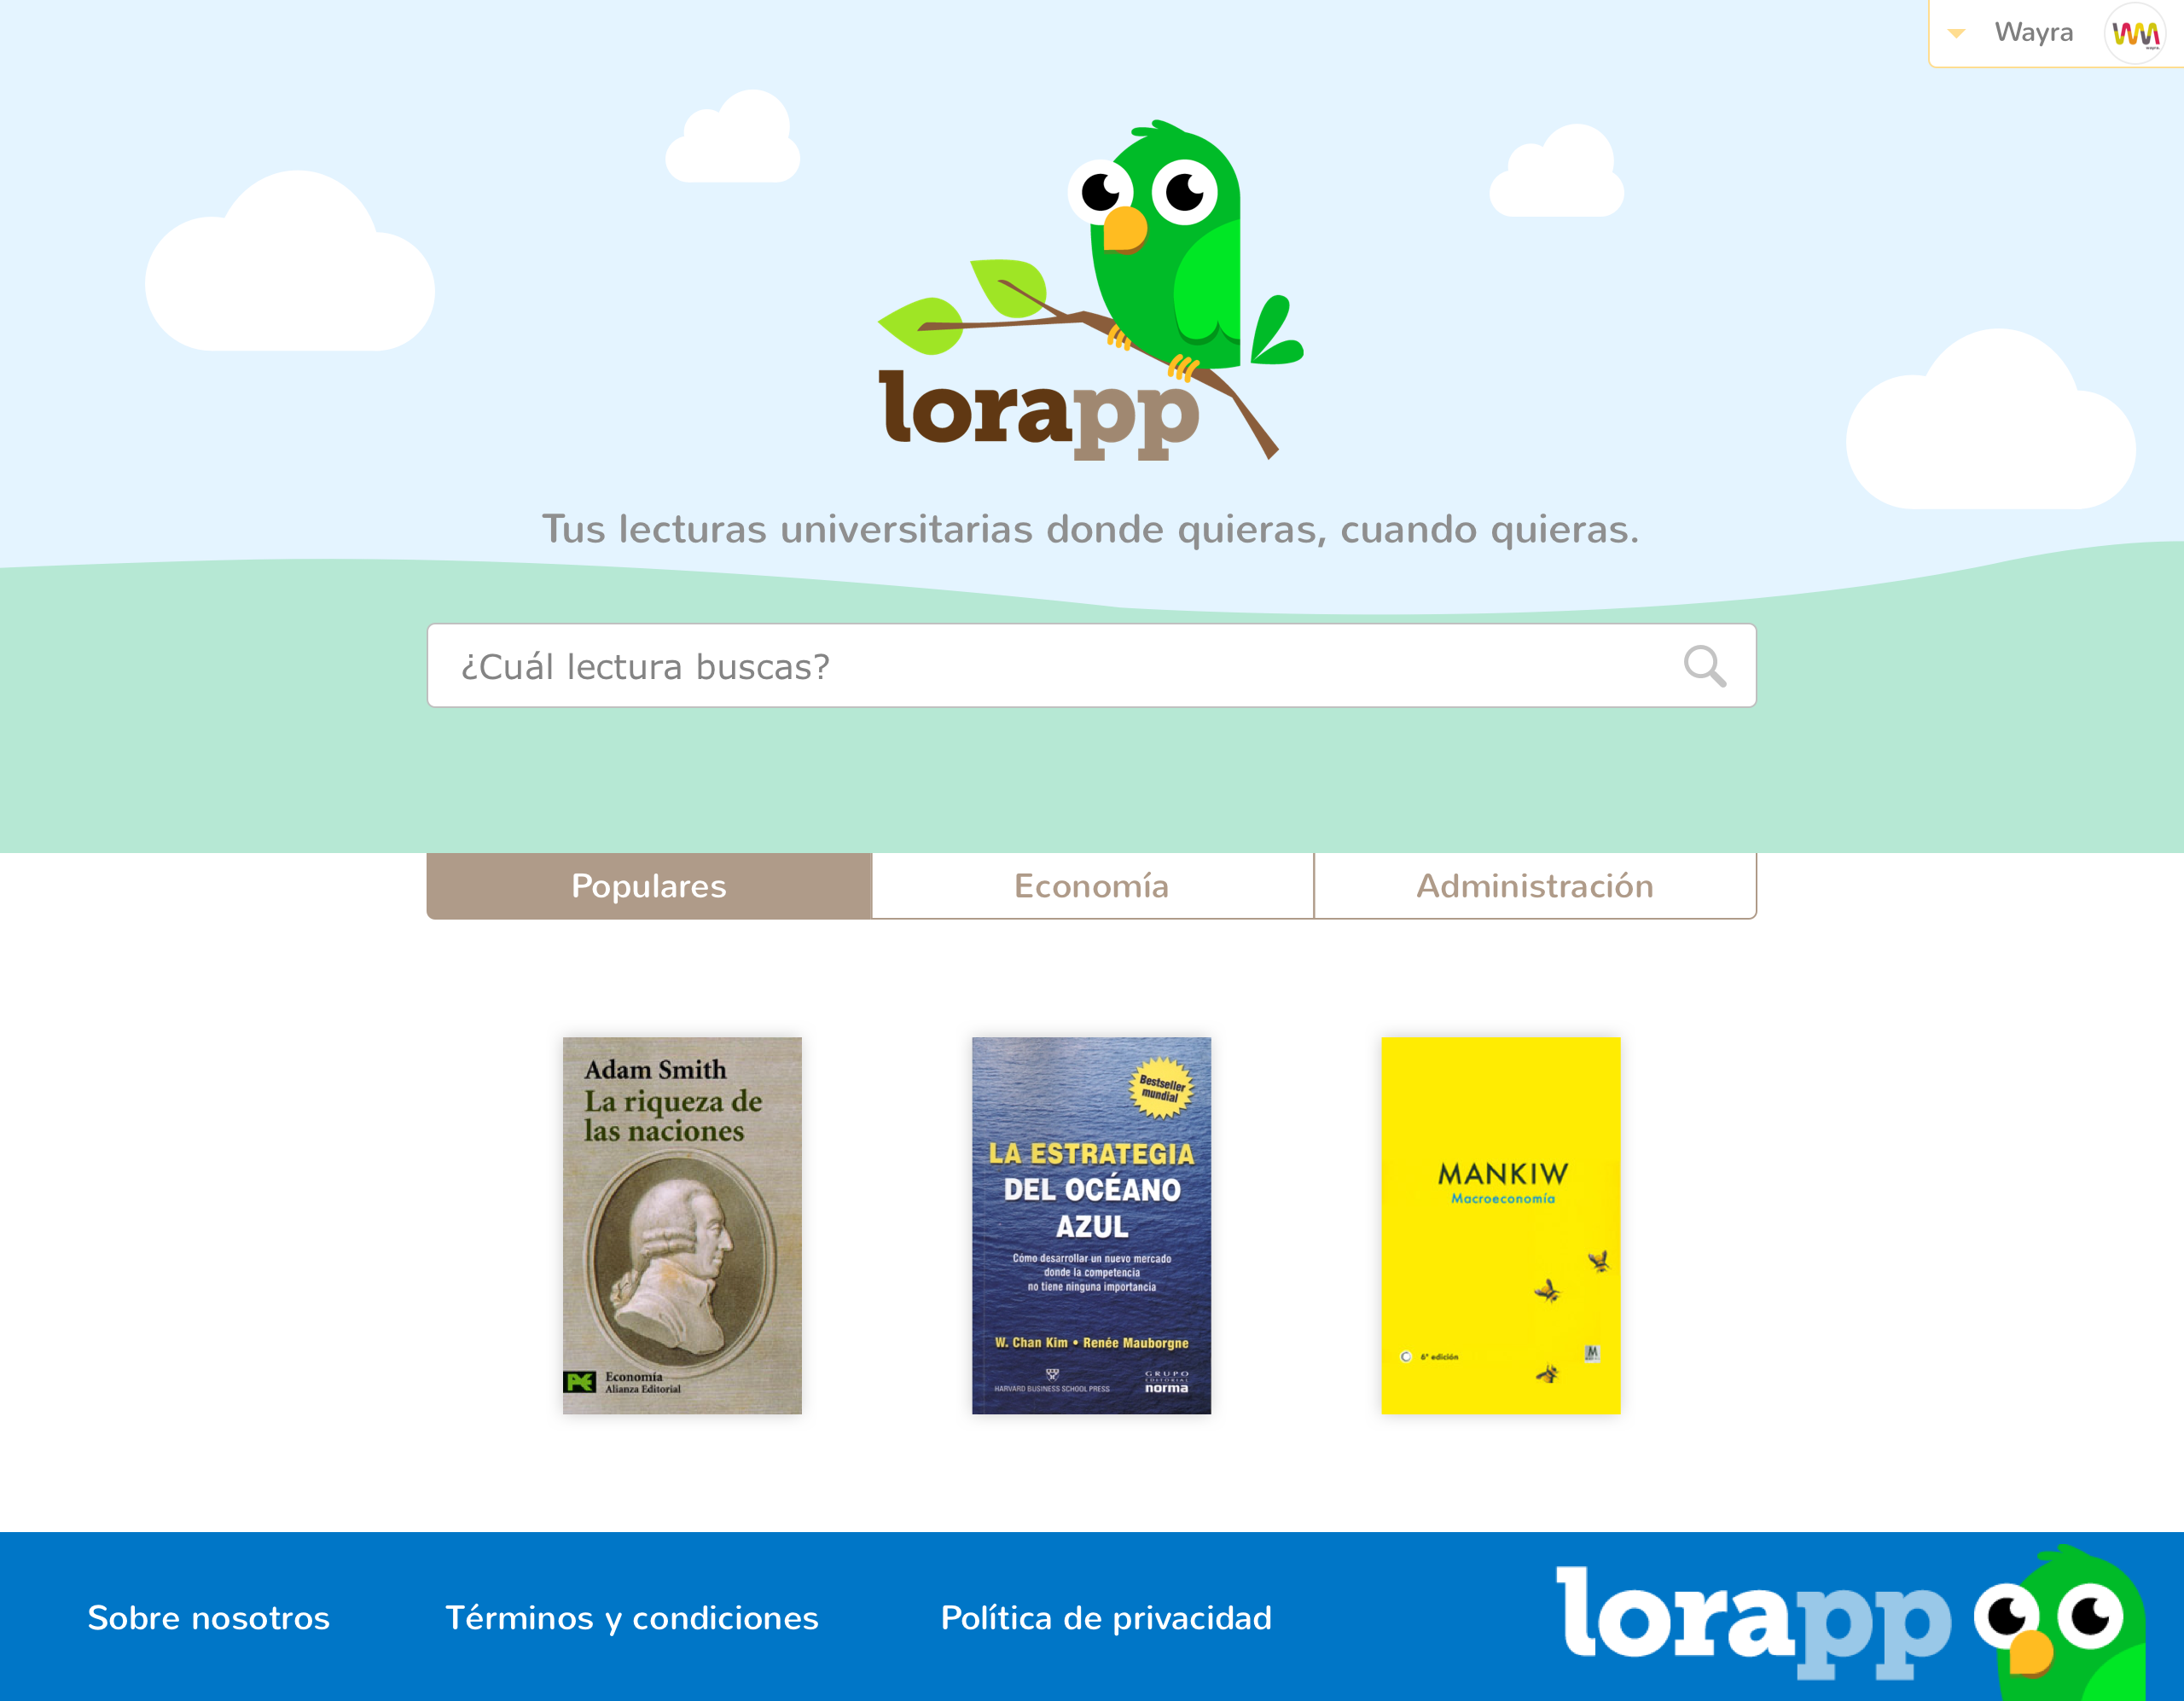 Wayra
lorapp
Tus lecturas universitarias donde quieras, cuando quieras.
¿Cuál lectura buscas?
Populares
Economía
Administración
Adam Smith
La riqueza de
las naciones
Economía
Alianza Editorial
Bestseller
mundial
LA ESTRATEGIA
DEL OCÉANO
AZUL
Cómo desarrollar un nuevo mercado
donde la competencia
no tiene ninguna importancia
W. Chan Kim • Renée Mauborgne
HARVARD BUSINESS SCHOOL PRESS
GRUPO
EDITORIAL
norma
MANKIW
Macroeconomía
6ª edición
M
Sobre nosotros
Términos y condiciones
Política de privacidad
lorapp